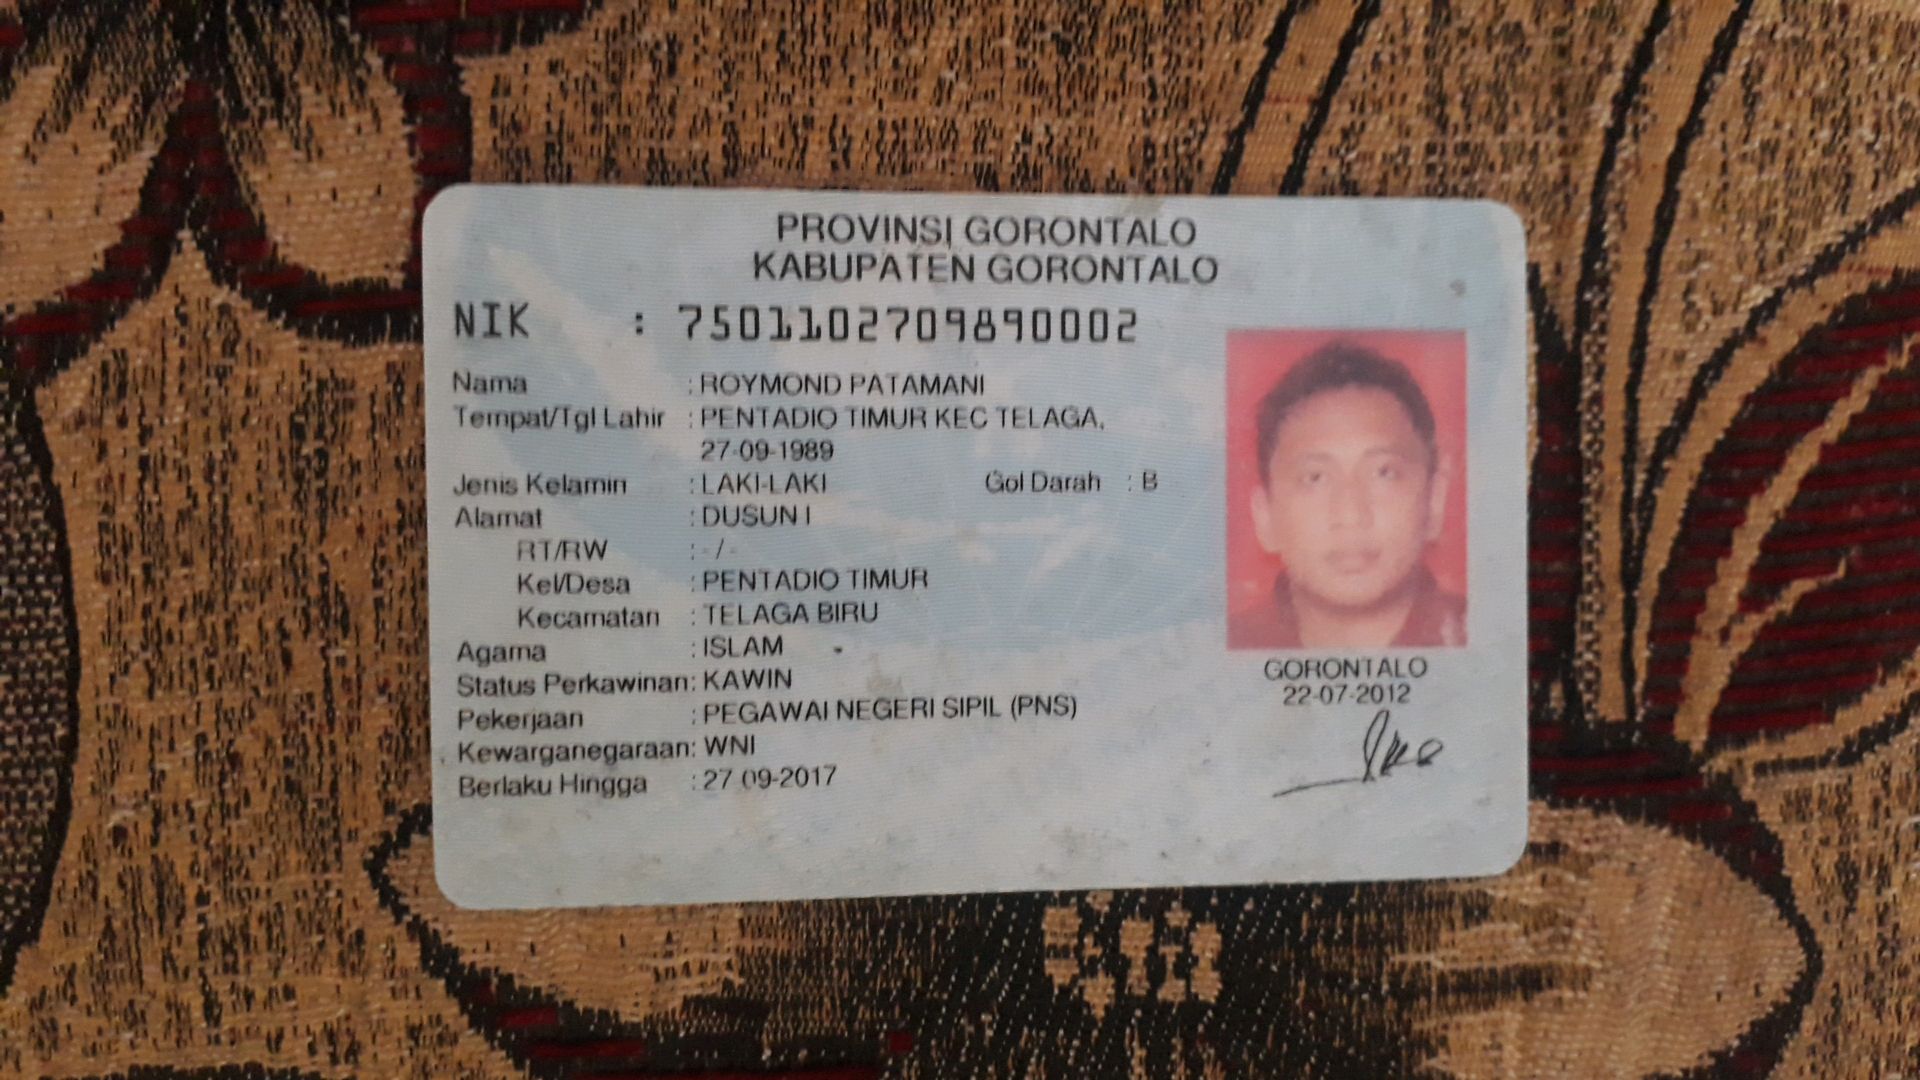 PROVINSI GORONTALO
KABUPATEN GORONTALO
NIK : 7501102709890002
Nama : ROYMOND PATAMANI
Tempat/Tgl Lahir : PENTADIO TIMUR KEC TELAGA,
27-09-1989
Jenis Kelamin : LAKI-LAKI Gol Darah : B
Alamat : DUSUN I
RT/RW : - / -
Kel/Desa : PENTADIO TIMUR
Kecamatan : TELAGA BIRU
Agama : ISLAM
Status Perkawinan: KAWIN
Pekerjaan : PEGAWAI NEGERI SIPIL (PNS)
Kewarganegaraan: WNI
Berlaku Hingga : 27 09-2017
GORONTALO
22-07-2012